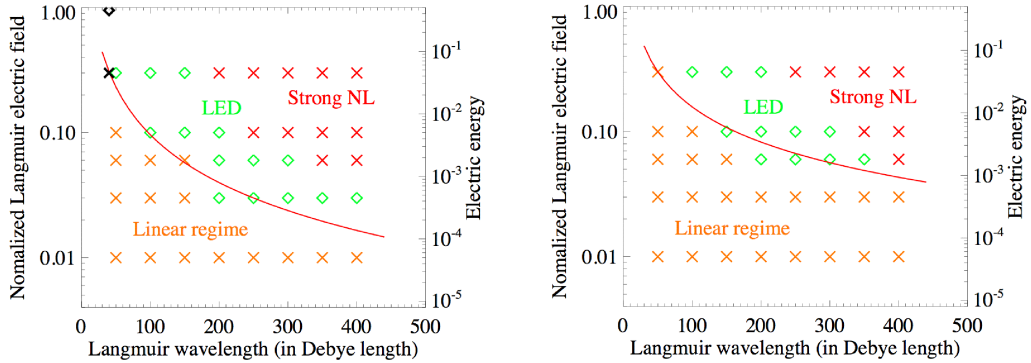 Nomalized Langmuir electric field
1.00
0.10
0.01
LED
Strong NL
Linear regime
10⁻¹
10⁻²
10⁻³
10⁻⁴
10⁻⁵
Electric energy
0 100 200 300 400 500
Langmuir wavelength (in Debye length)
Nomalized Langmuir electric field
1.00
0.10
0.01
LED
Strong NL
Linear regime
10⁻¹
10⁻²
10⁻³
10⁻⁴
10⁻⁵
Electric energy
0 100 200 300 400 500
Langmuir wavelength (in Debye length)